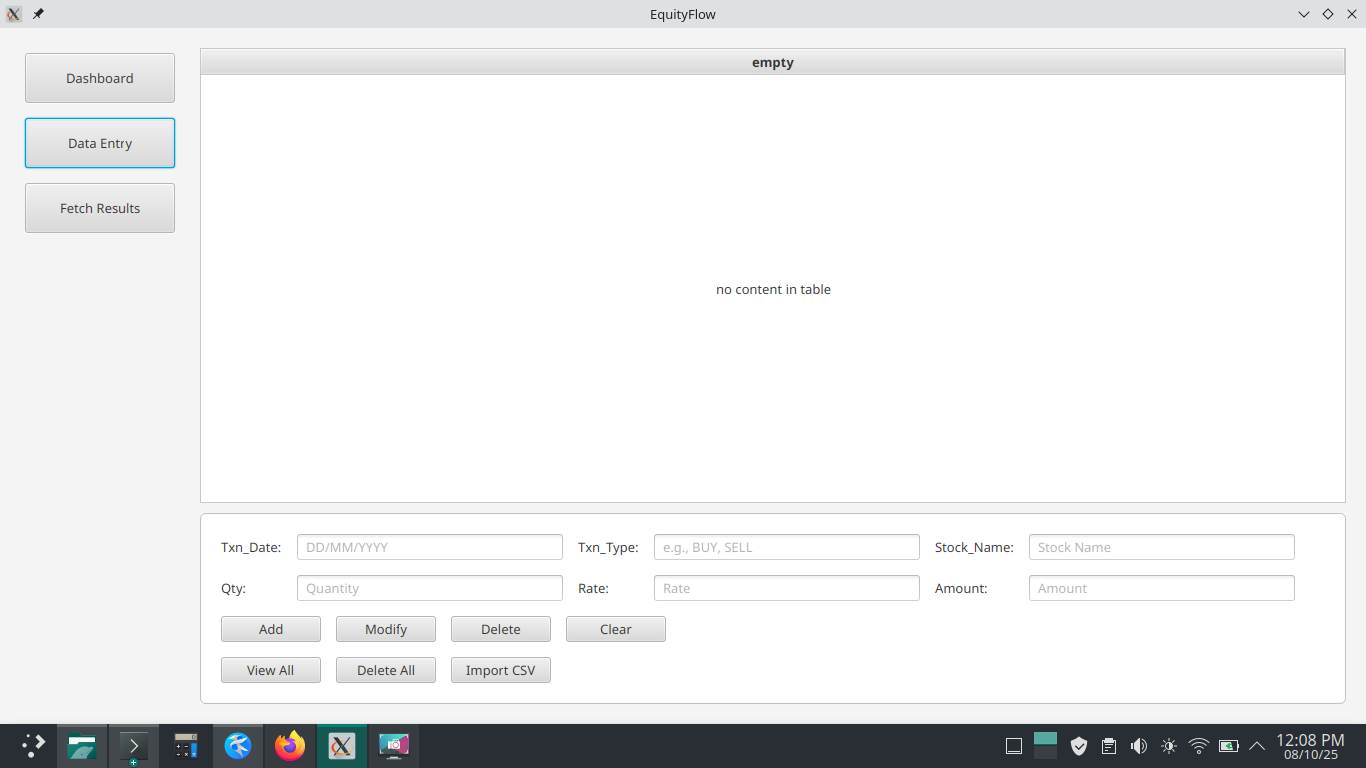 EquityFlow
Dashboard
Data Entry
Fetch Results
empty
no content in table
Txn_Date: DD/MM/YYYY Txn_Type: e.g., BUY, SELL Stock_Name: Stock Name
Qty: Quantity Rate: Rate Amount: Amount
Add Modify Delete Clear
View All Delete All Import CSV
12:08 PM
08/10/25